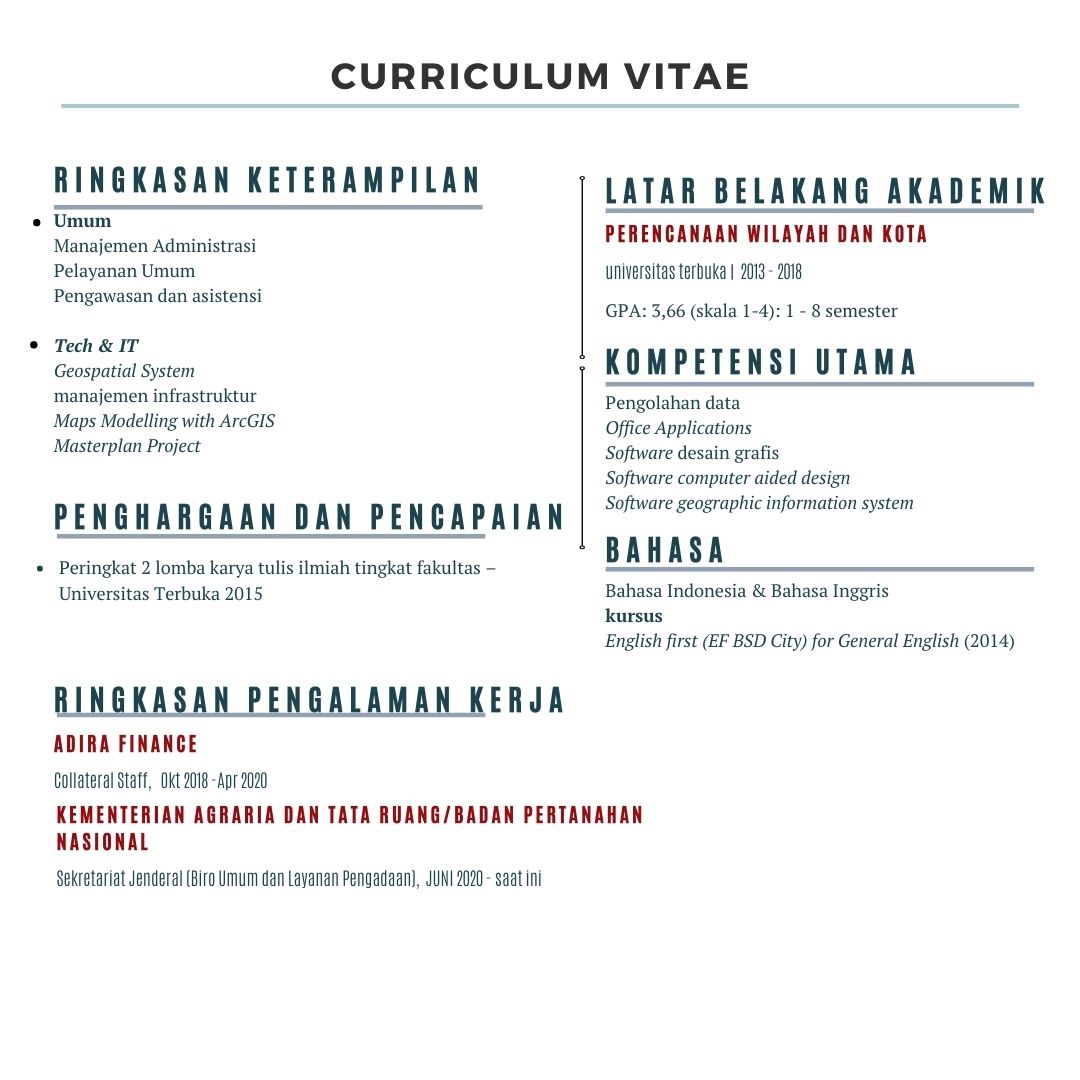 CURRICULUM VITAE
RINGKASAN KETERAMPILAN
• Umum
Manajemen Administrasi
Pelayanan Umum
Pengawasan dan asistensi
• Tech & IT
Geospatial System
manajemen infrastruktur
Maps Modelling with ArcGIS
Masterplan Project
PENGHARGAAN DAN PENCAPAIAN
• Peringkat 2 lomba karya tulis ilmiah tingkat fakultas –
Universitas Terbuka 2015
RINGKASAN PENGALAMAN KERJA
ADIRA FINANCE
Collateral Staff, Okt 2018 - Apr 2020
KEMENTERIAN AGRARIA DAN TATA RUANG/BADAN PERTANAHAN
NASIONAL
Sekretariat Jenderal (Biro Umum dan Layanan Pengadaan), JUNI 2020 - saat ini
LATAR BELAKANG AKADEMIK
PERENCANAAN WILAYAH DAN KOTA
universitas terbuka | 2013 - 2018
GPA: 3,66 (skala 1-4): 1 - 8 semester
KOMPETENSI UTAMA
Pengolahan data
Office Applications
Software desain grafis
Software computer aided design
Software geographic information system
BAHASA
Bahasa Indonesia & Bahasa Inggris
kursus
English first (EF BSD City) for General English (2014)